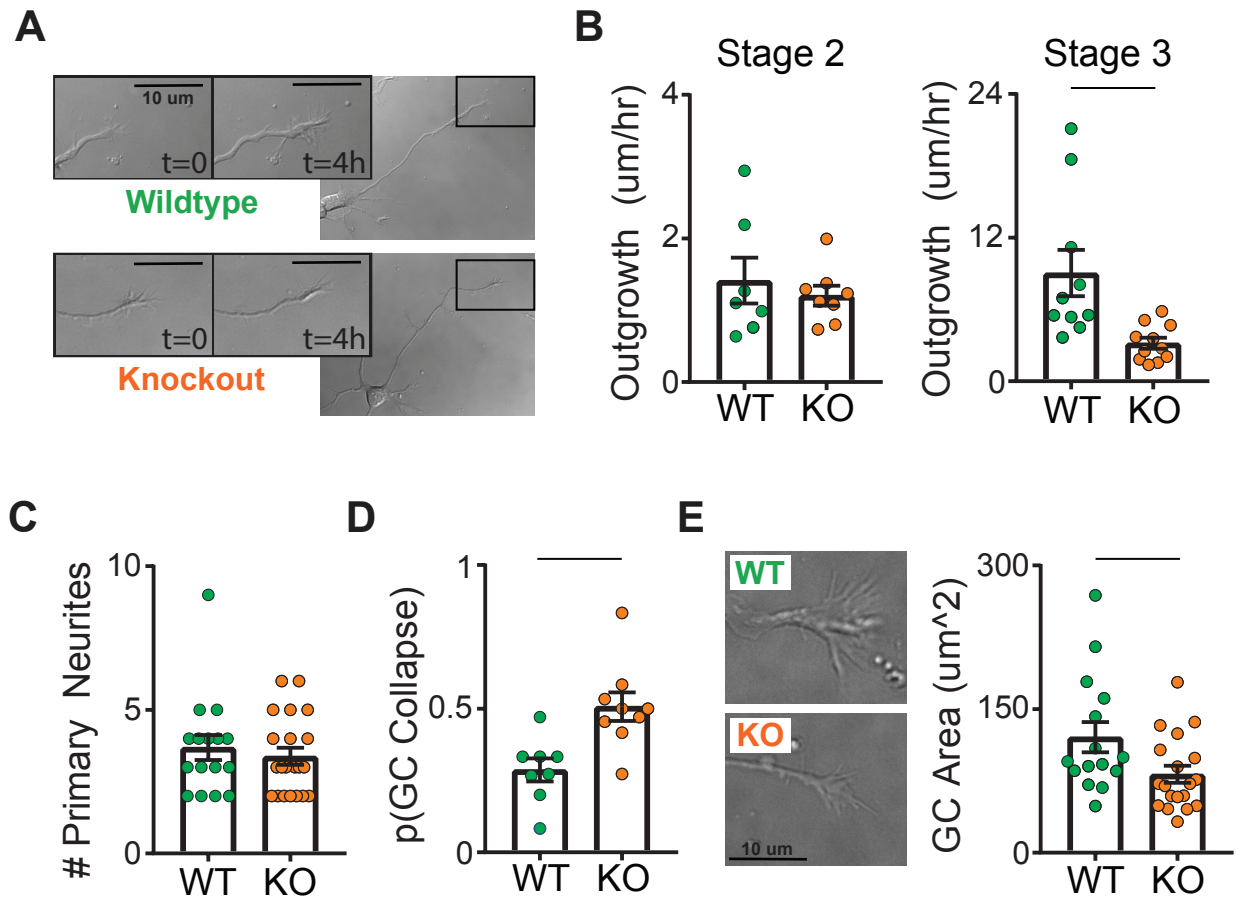 A
10 um
t=0
t=4h
Wildtype
t=0
t=4h
Knockout
B
Stage 2
Outgrowth (um/hr)
4
2
0
WT
KO
Stage 3
Outgrowth (um/hr)
24
12
0
WT
KO
C
# Primary Neurites
10
5
0
WT
KO
D
p(GC Collapse)
1
0.5
0
WT
KO
E
WT
KO
10 um
GC Area (um^2)
300
150
0
WT
KO